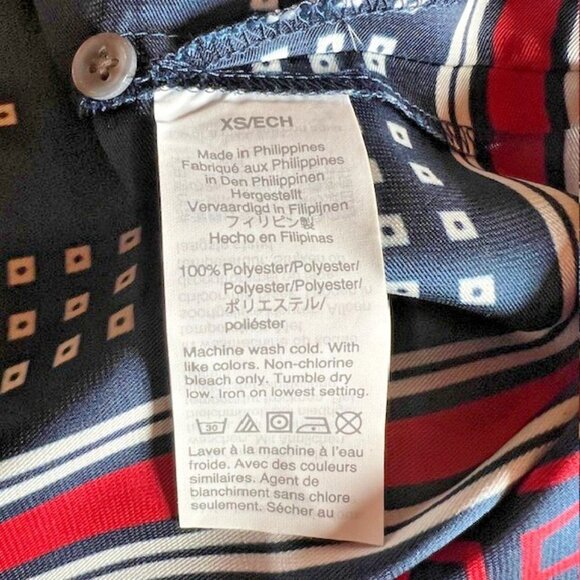 XS/ECH
Made in Philippines
Fabriqué aux Philippines
in Den Philippinen
Hergestellt
Vervaardigd in Filipijnen
フィリピン製
Hecho en Filipinas
100% Polyester/Polyester/
Polyester/Polyester/
ポリエステル/
poliéster
Machine wash cold. With
like colors. Non-chlorine
bleach only. Tumble dry
low. Iron on lowest setting.
30
Laver à la machine à l'eau
froide. Avec des couleurs
similaires. Agent de
blanchiment sans chlore
seulement. Sécher au